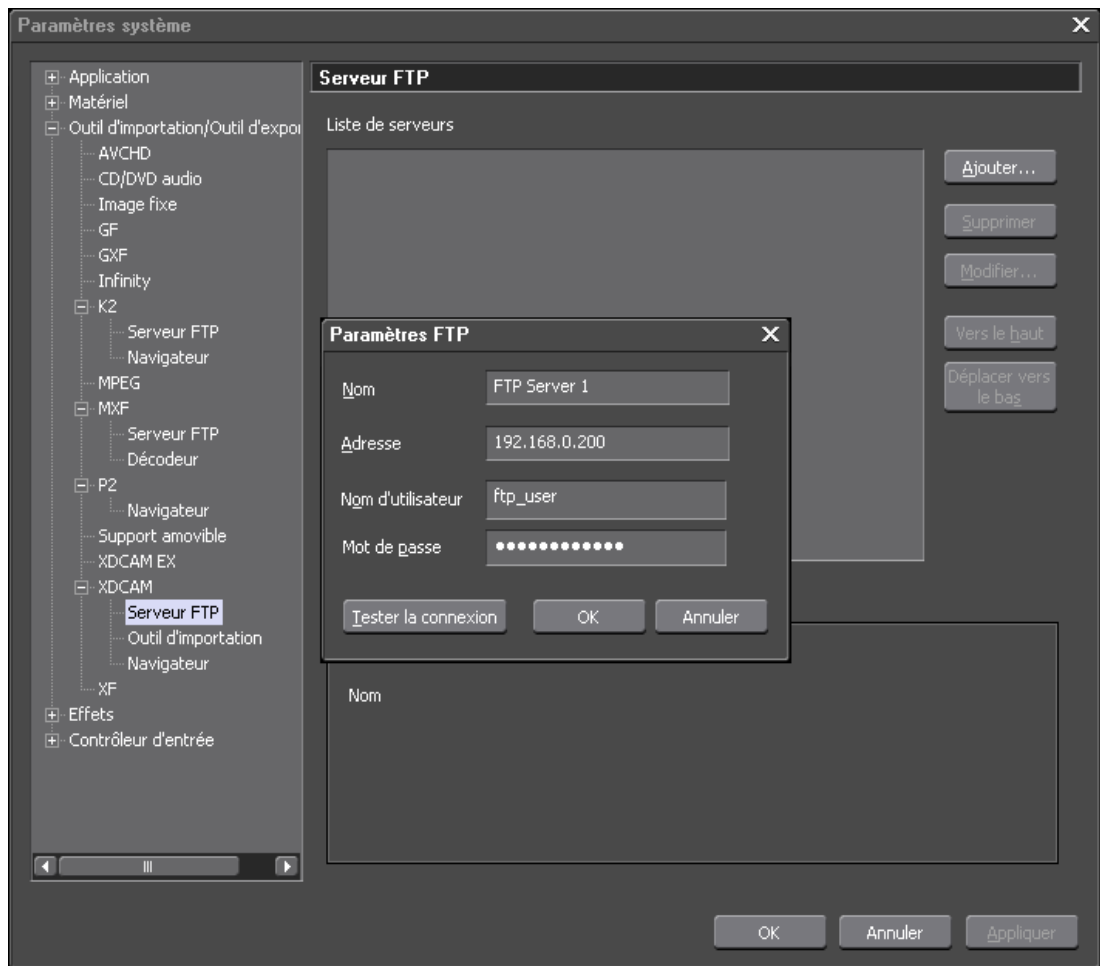 Paramètres système
Application
Matériel
Outil d'importation/Outil d'expor
AVCHD
CD/DVD audio
Image fixe
GF
GXF
Infinity
K2
Serveur FTP
Navigateur
MPEG
MXF
Serveur FTP
Décodeur
P2
Navigateur
Support amovible
XDCAM EX
XDCAM
Serveur FTP
Outil d'importation
Navigateur
XF
Effets
Contrôleur d'entrée
Serveur FTP
Liste de serveurs
Ajouter...
Supprimer
Modifier...
Vers le haut
Déplacer vers
le bas
Paramètres FTP
Nom
FTP Server 1
Adresse
192.168.0.200
Nom d'utilisateur
ftp_user
Mot de passe
Tester la connexion
OK
Annuler
Nom
OK
Annuler
Appliquer